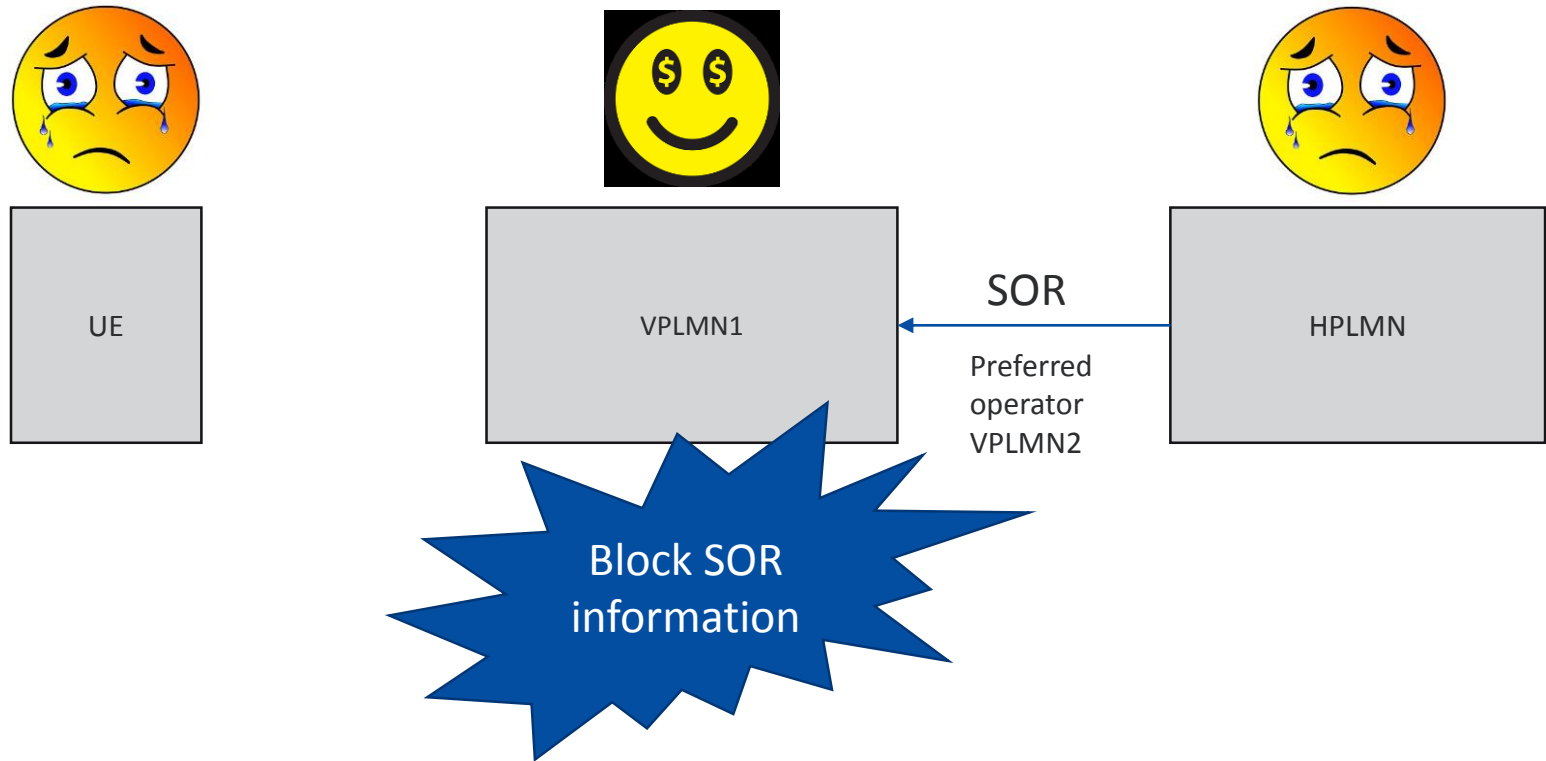 $ $
UE
VPLMN1
SOR
Preferred
operator
VPLMN2
HPLMN
Block SOR
information